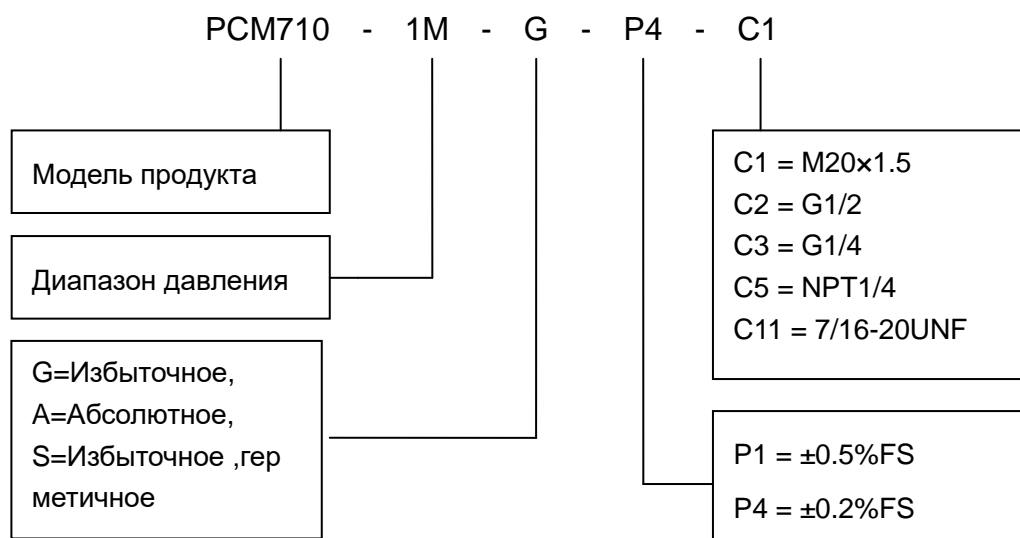 PCM710 - 1M - G - P4 - C1
Модель продукта
Диапазон давления
G=Избыточное,
A=Абсолютное,
S=Избыточное ,гер
метичное
C1 = M20×1.5
C2 = G1/2
C3 = G1/4
C5 = NPT1/4
C11 = 7/16-20UNF
P1 = ±0.5%FS
P4 = ±0.2%FS